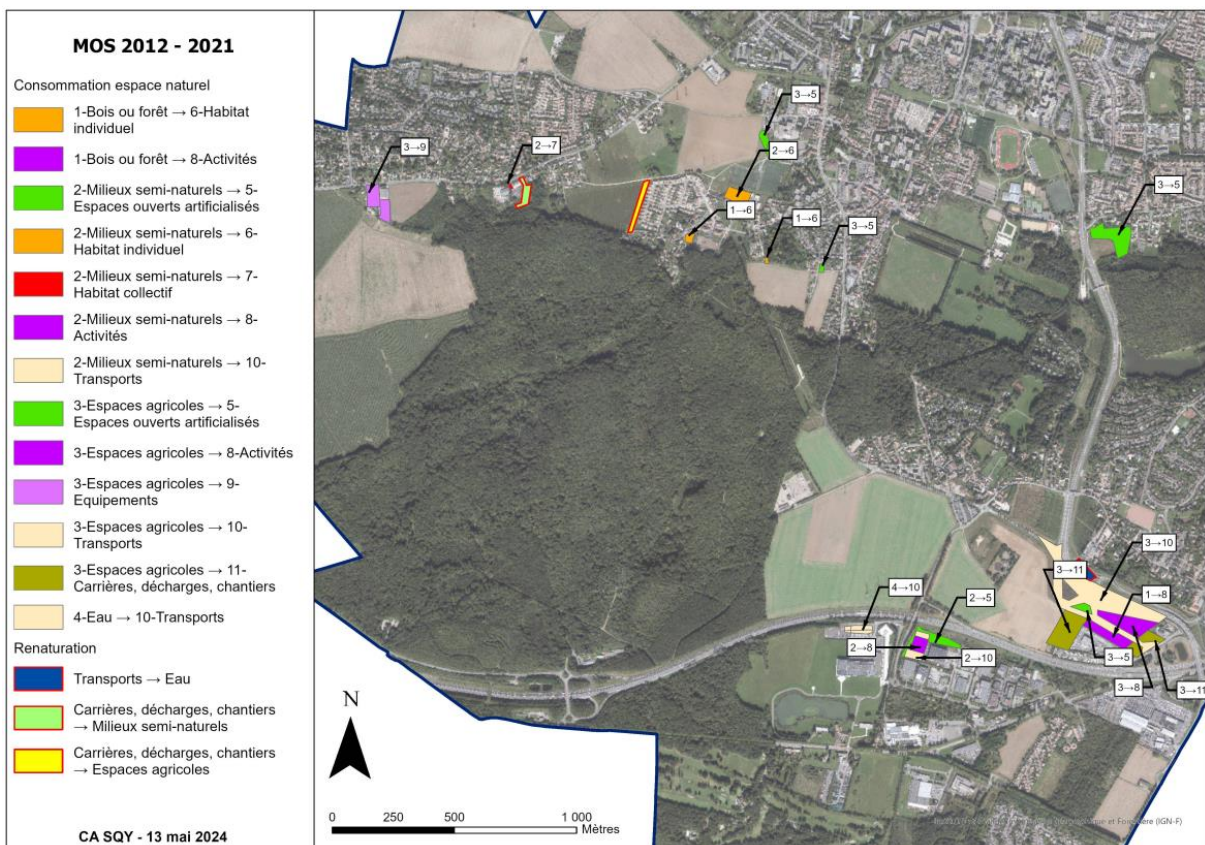 MOS 2012 - 2021
Consommation espace naturel
1-Bois ou forêt → 6-Habitat
individuel
1-Bois ou forêt → 8-Activités
2-Milieux semi-naturels → 5-
Espaces ouverts artificialisés
2-Milieux semi-naturels → 6-
Habitat individuel
2-Milieux semi-naturels → 7-
Habitat collectif
2-Milieux semi-naturels → 8-
Activités
2-Milieux semi-naturels → 10-
Transports
3-Espaces agricoles → 5-
Espaces ouverts artificialisés
3-Espaces agricoles → 8-Activités
3-Espaces agricoles → 9-
Equipements
3-Espaces agricoles → 10-
Transports
3-Espaces agricoles → 11-
Carrières, décharges, chantiers
4-Eau → 10-Transports
Renaturation
Transports → Eau
Carrières, décharges, chantiers
→ Milieux semi-naturels
Carrières, décharges, chantiers
→ Espaces agricoles
CA SQY - 13 mai 2024
3→5
3→9
2→7
2→6
3→5
1→6
1→6
3→5
3→10
3→11
1→8
4→10
2→5
2→8
2→10
3→5
3→8
3→11
N
0 250 500 1 000
Mètres
et Forestière (IGN-F)